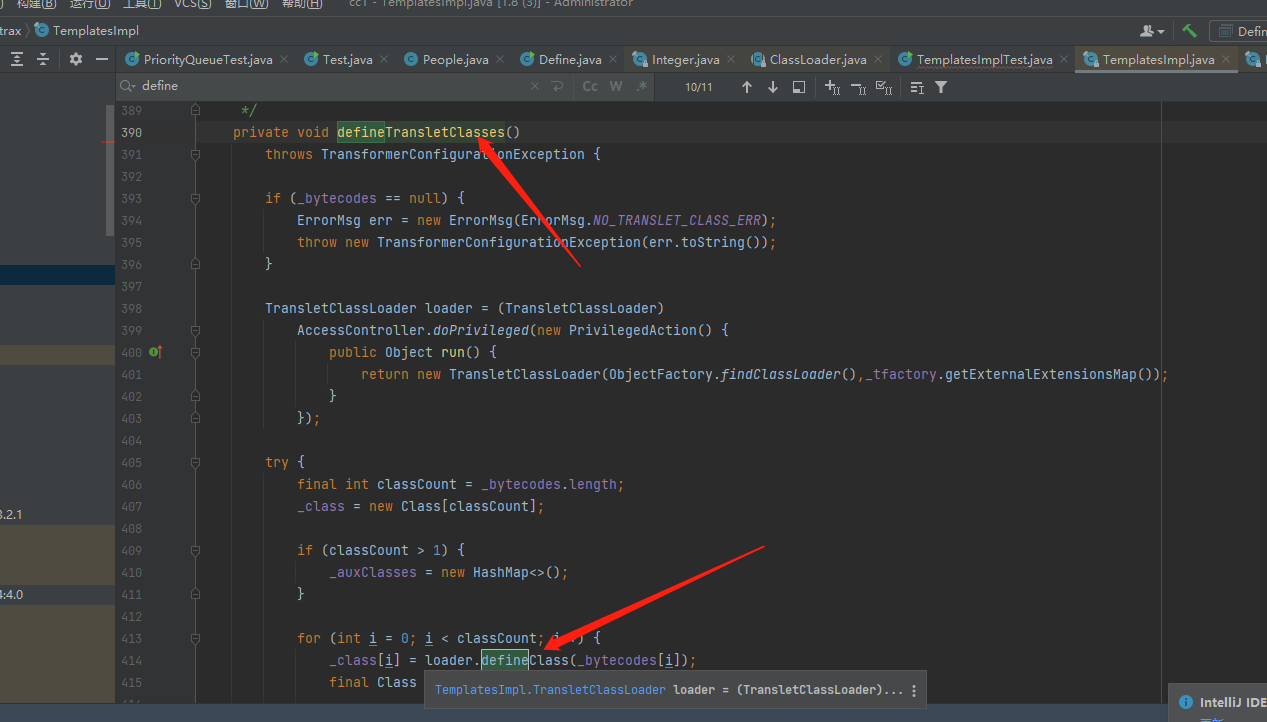 构建(B) 运行(U) 工具(T) VCS(S) 窗口(W) 帮助(H) cc1 - TemplatesImpl.java [1.8 (3)] - Administrator
trax TemplatesImpl Defin
PriorityQueueTest.java Test.java People.java Define.java Integer.java ClassLoader.java TemplatesImplTest.java TemplatesImpl.java
define Cc W .* 10/11
389 */
390 private void defineTransletClasses()
391 throws TransformerConfigurationException {
392
393 if (_bytecodes == null) {
394 ErrorMsg err = new ErrorMsg(ErrorMsg.NO_TRANSLET_CLASS_ERR);
395 throw new TransformerConfigurationException(err.toString());
396 }
397
398 TransletClassLoader loader = (TransletClassLoader)
399 AccessController.doPrivileged(new PrivilegedAction() {
400 public Object run() {
401 return new TransletClassLoader(ObjectFactory.findClassLoader(),_tfactory.getExternalExtensionsMap());
402 }
403 });
404
405 try {
406 final int classCount = _bytecodes.length;
407 _class = new Class[classCount];
3.2.1
408
409 if (classCount > 1) {
410 _auxClasses = new HashMap<>();
4:4.0
411 }
412
413 for (int i = 0; i < classCount; i++) {
414 _class[i] = loader.defineClass(_bytecodes[i]);
415 final Class
TemplatesImpl.TransletClassLoader loader = (TransletClassLoader)...
IntelliJ IDE